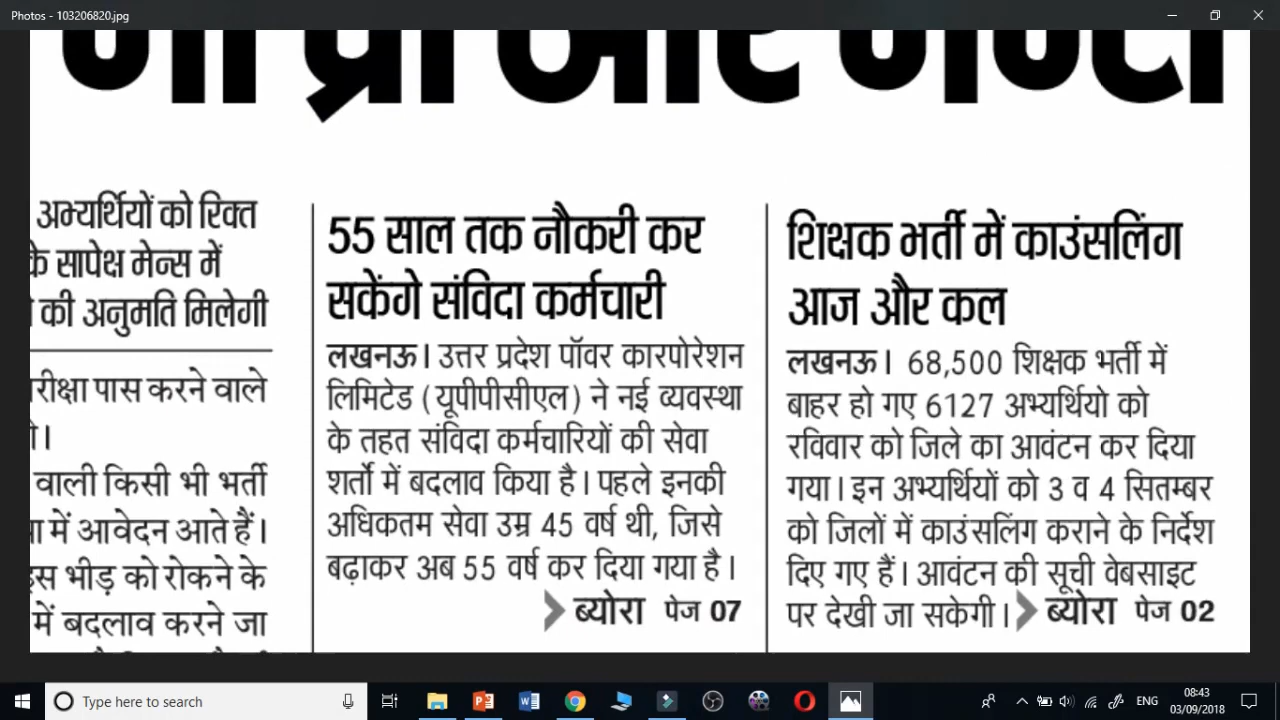 Photos - 103206820.jpg
अभ्यर्थियों को रिक्त
के सापेक्ष मेन्स में
की अनुमति मिलेगी
पास करने वाले
वाली किसी भी भर्ती
में आवेदन आते हैं।
भीड़ को रोकने के
में बदलाव करने जा
55 साल तक नौकरी कर
सकेंगे संविदा कर्मचारी
लखनऊ। उत्तर प्रदेश पॉवर कारपोरेशन
लिमिटेड (यूपीपीसीएल) ने नई व्यवस्था
के तहत संविदा कर्मचारियों की सेवा
शर्तों में बदलाव किया है। पहले इनकी
अधिकतम सेवा उम्र 45 वर्ष थी, जिसे
बढ़ाकर अब 55 वर्ष कर दिया गया है।
ब्योरा पेज 07
शिक्षक भर्ती में काउंसलिंग
आज और कल
लखनऊ। 68,500 शिक्षक भर्ती में
बाहर हो गए 6127 अभ्यर्थियो को
रविवार को जिले का आवंटन कर दिया
गया। इन अभ्यर्थियों को 3 व 4 सितम्बर
को जिलों में काउंसलिंग कराने के निर्देश
दिए गए हैं। आवंटन की सूची वेबसाइट
पर देखी जा सकेगी। ब्योरा पेज 02
Type here to search
ENG
08:43
03/09/2018